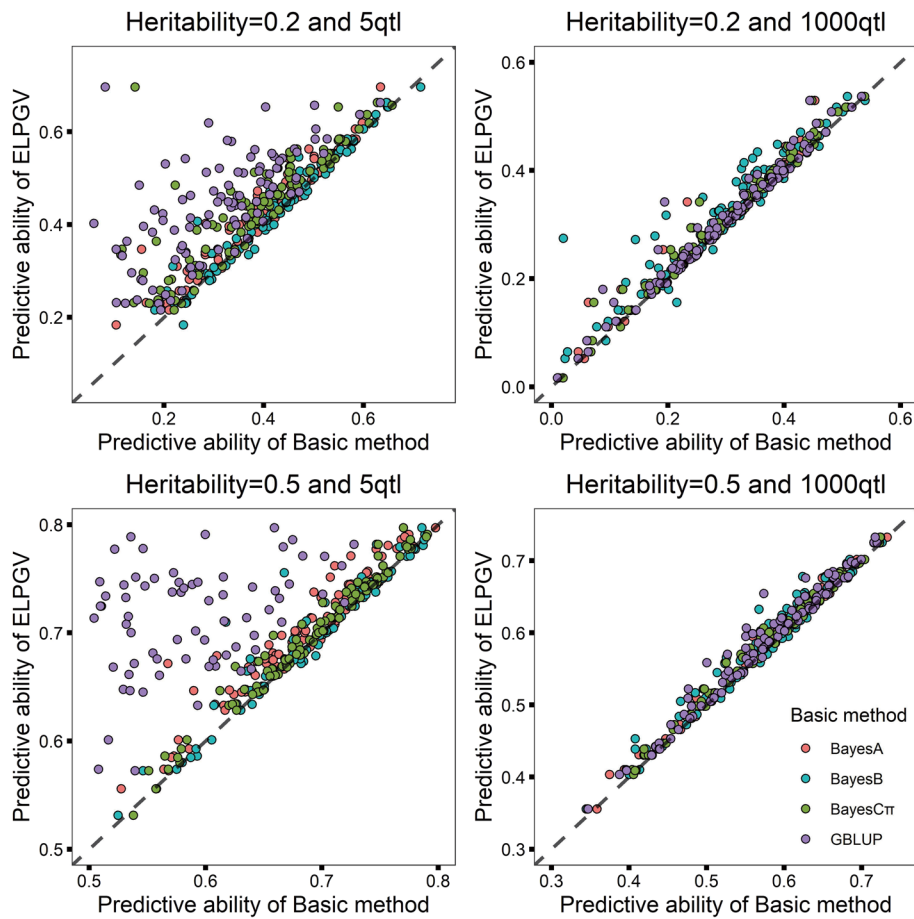 Heritability=0.2 and 5qtl
Predictive ability of ELPGV
0.6
0.4
0.2
0.2
0.4
0.6
Predictive ability of Basic method
Heritability=0.2 and 1000qtl
Predictive ability of ELPGV
0.6
0.4
0.2
0.0
0.0
0.2
0.4
0.6
Predictive ability of Basic method
Heritability=0.5 and 5qtl
Predictive ability of ELPGV
0.8
0.7
0.6
0.5
0.5
0.6
0.7
0.8
Predictive ability of Basic method
Heritability=0.5 and 1000qtl
Predictive ability of ELPGV
0.7
0.6
0.5
0.4
0.3
Basic method
BayesA
BayesB
BayesCπ
GBLUP
0.3
0.4
0.5
0.6
0.7
Predictive ability of Basic method